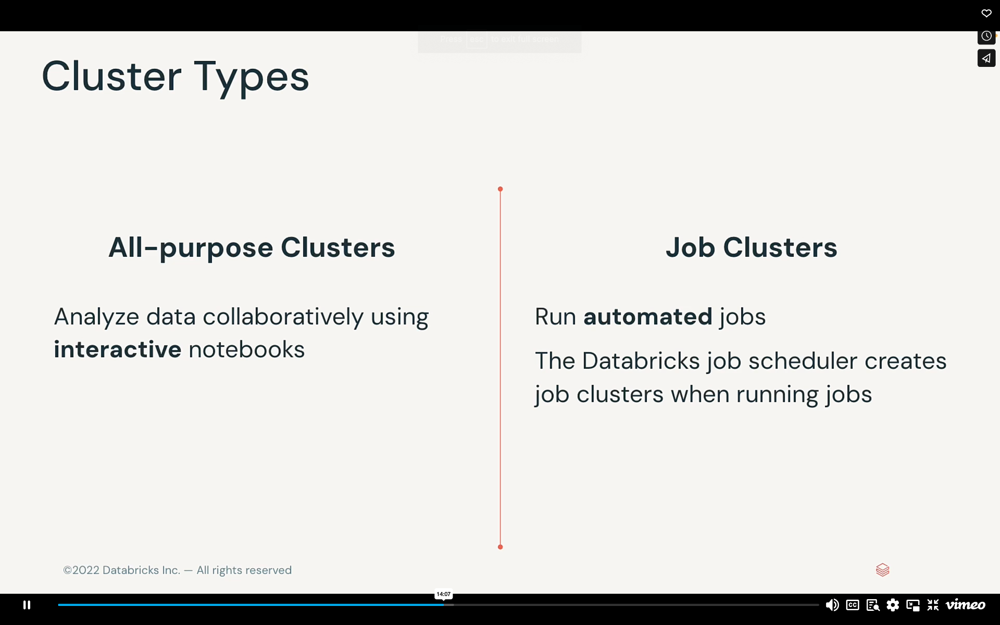 Press esc to exit full screen
Cluster Types
All-purpose Clusters
Analyze data collaboratively using
interactive notebooks
Job Clusters
Run automated jobs
The Databricks job scheduler creates
job clusters when running jobs
©2022 Databricks Inc. — All rights reserved
14:07
CC
vimeo